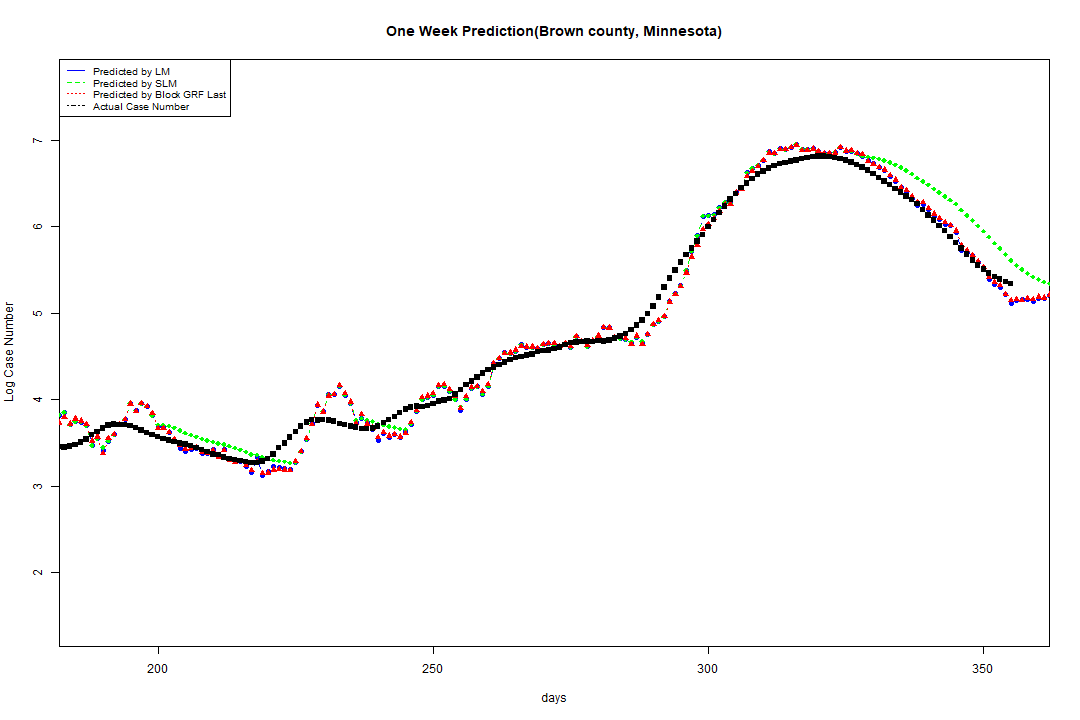 One Week Prediction(Brown county, Minnesota)
Predicted by LM
Predicted by SLM
Predicted by Block GRF Last
Actual Case Number
7
6
5
4
3
2
Log Case Number
200
250
300
350
days